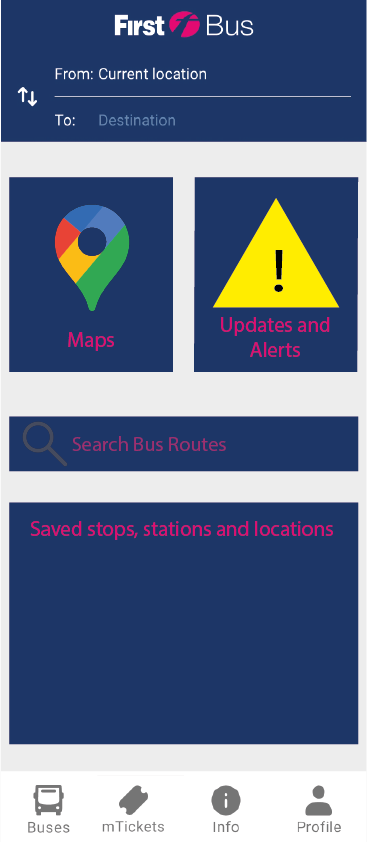 First Bus
From: Current location
To: Destination
Maps
Updates and
Alerts
!
Search Bus Routes
Saved stops, stations and locations
Buses
mTickets
Info
Profile